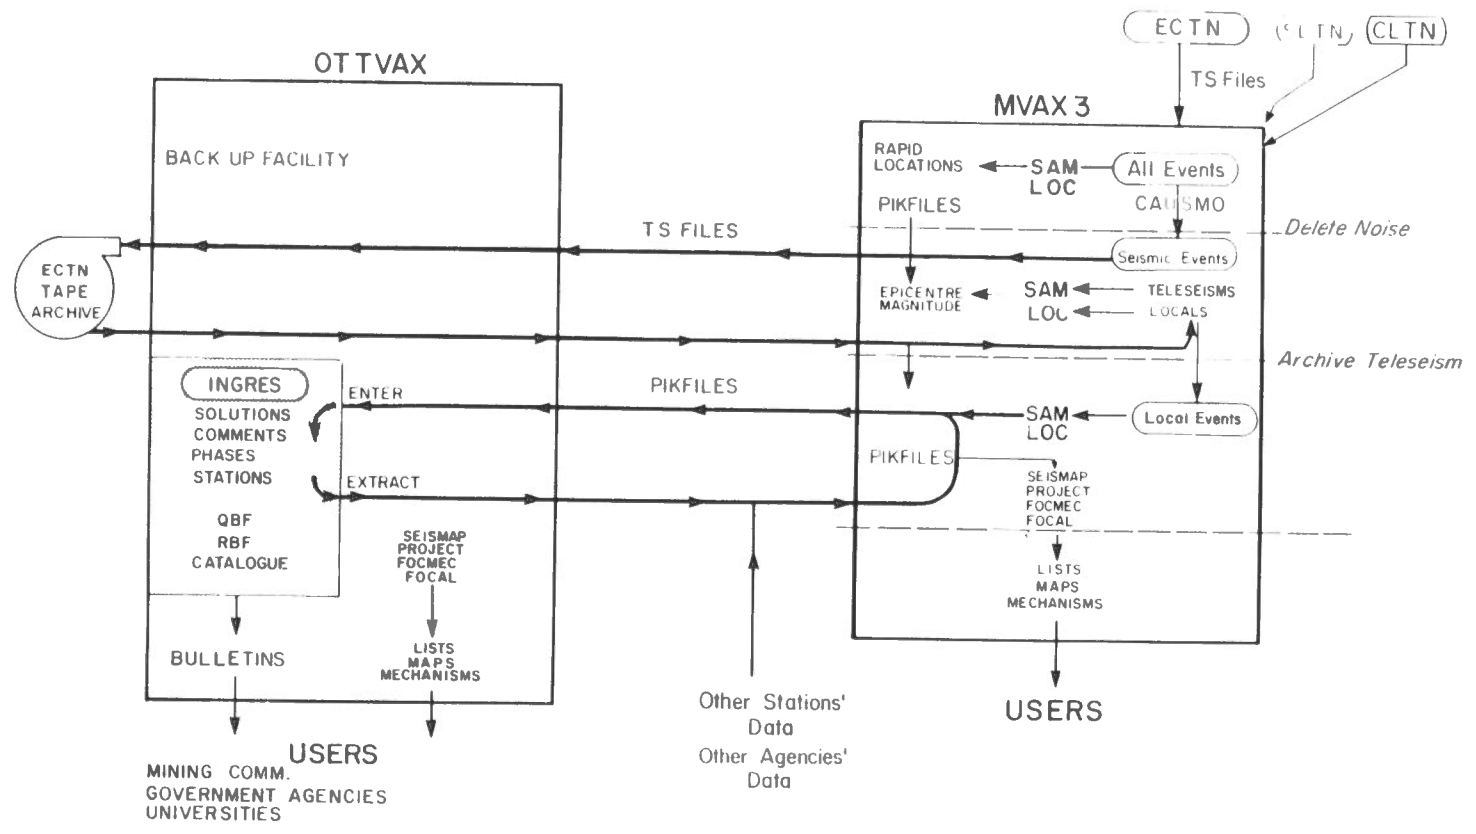 ECTN
CLTN
TS Files
OTTVAX
MVAX 3
BACK UP FACILITY
RAPID
LOCATIONS
SAM
LOC
All Events
PIKFILES
CAUSMO
Delete Noise
TS FILES
Seismic Events
ECTN
TAPE
ARCHIVE
EPICENTRE
MAGNITUDE
SAM
LOC
TELESEISMS
LOCALS
Archive Teleseism
INGRES
SOLUTIONS
COMMENTS
PHASES
STATIONS
ENTER
PIKFILES
SAM
LOC
Local Events
PIKFILES
EXTRACT
SEISMAP
PROJECT
FOCMEC
FOCAL
QBF
RBF
CATALOGUE
SEISMAP
PROJECT
FOCMEC
FOCAL
LISTS
MAPS
MECHANISMS
BULLETINS
LISTS
MAPS
MECHANISMS
Other Stations'
Data
Other Agencies'
Data
USERS
USERS
MINING COMM.
GOVERNMENT AGENCIES
UNIVERSITIES